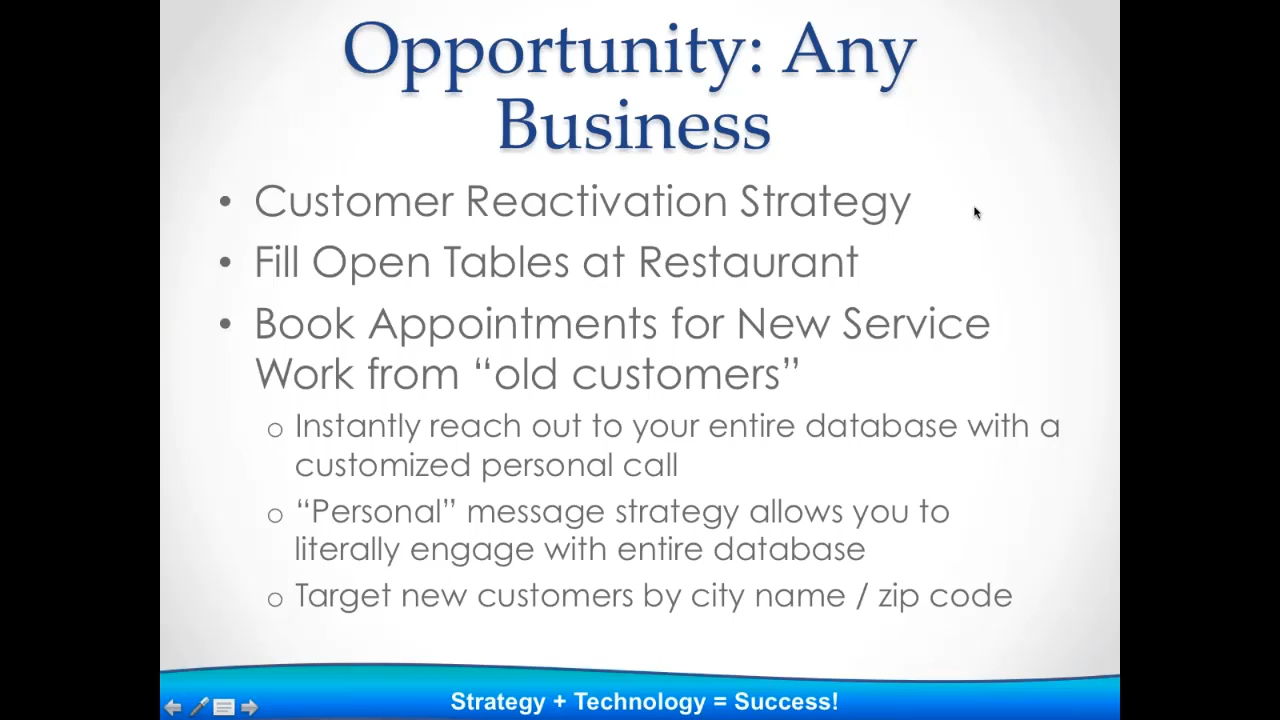 Opportunity: Any
Business
• Customer Reactivation Strategy
• Fill Open Tables at Restaurant
• Book Appointments for New Service
Work from “old customers”
o Instantly reach out to your entire database with a
customized personal call
o “Personal” message strategy allows you to
literally engage with entire database
o Target new customers by city name / zip code
Strategy + Technology = Success!